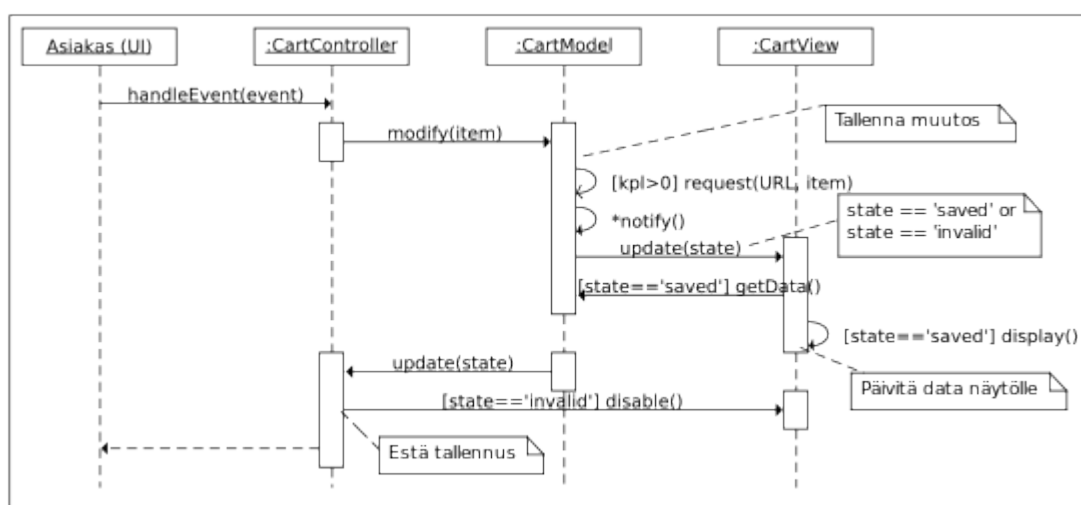 Asiakas (UI)
:CartController
:CartModel
:CartView
handleEvent(event)
modify(item)
Tallenna muutos
[kpl>0] request(URL, item)
*notify()
state == 'saved' or
state == 'invalid'
update(state)
[state=='saved'] getData()
[state=='saved'] display()
update(state)
Päivitä data näytölle
[state=='invalid'] disable()
Estä tallennus